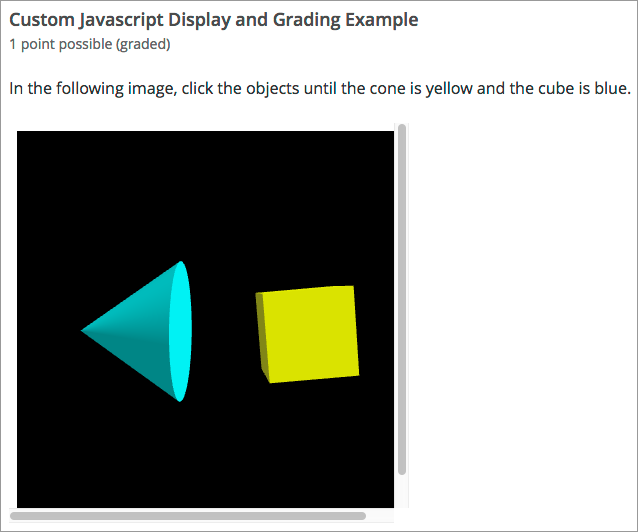 Custom Javascript Display and Grading Example
1 point possible (graded)
In the following image, click the objects until the cone is yellow and the cube is blue.